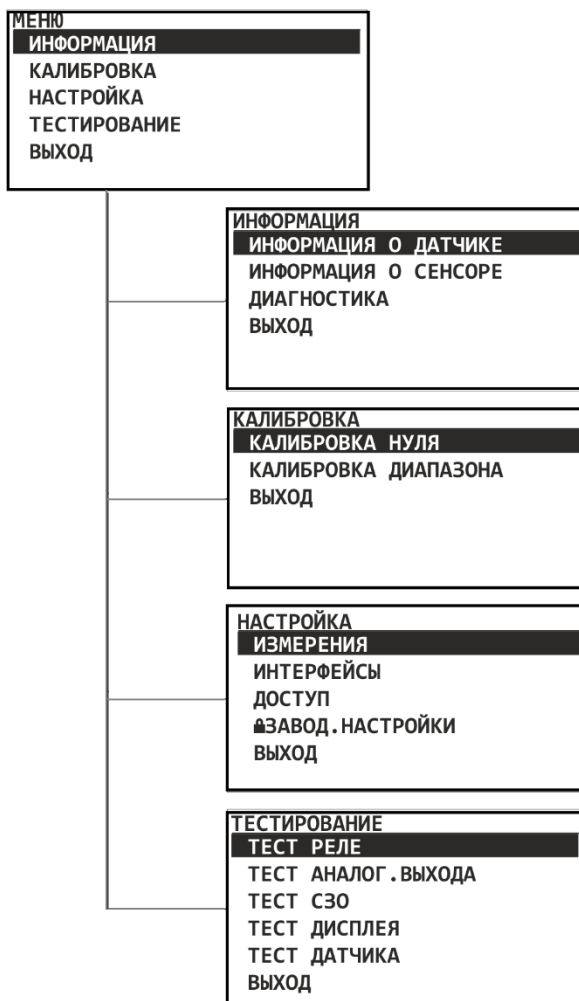 МЕНЮ
ИНФОРМАЦИЯ
КАЛИБРОВКА
НАСТРОЙКА
ТЕСТИРОВАНИЕ
ВЫХОД
ИНФОРМАЦИЯ
ИНФОРМАЦИЯ О ДАТЧИКЕ
ИНФОРМАЦИЯ О СЕНСОРЕ
ДИАГНОСТИКА
ВЫХОД
КАЛИБРОВКА
КАЛИБРОВКА НУЛЯ
КАЛИБРОВКА ДИАПАЗОНА
ВЫХОД
НАСТРОЙКА
ИЗМЕРЕНИЯ
ИНТЕРФЕЙСЫ
ДОСТУП
ЗАВОД.НАСТРОЙКИ
ВЫХОД
ТЕСТИРОВАНИЕ
ТЕСТ РЕЛЕ
ТЕСТ АНАЛОГ.ВЫХОДА
ТЕСТ СЗО
ТЕСТ ДИСПЛЕЯ
ТЕСТ ДАТЧИКА
ВЫХОД